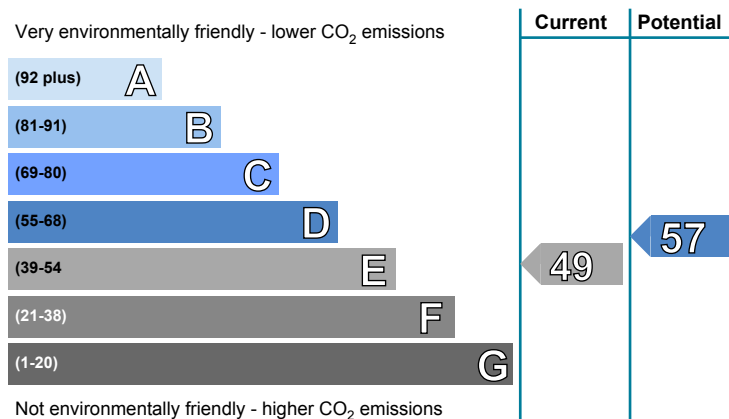 Current Potential
Very environmentally friendly - lower CO₂ emissions
(92 plus) A
(81-91) B
(69-80) C
(55-68) D
57
(39-54 E
49
(21-38) F
(1-20) G
Not environmentally friendly - higher CO₂ emissions